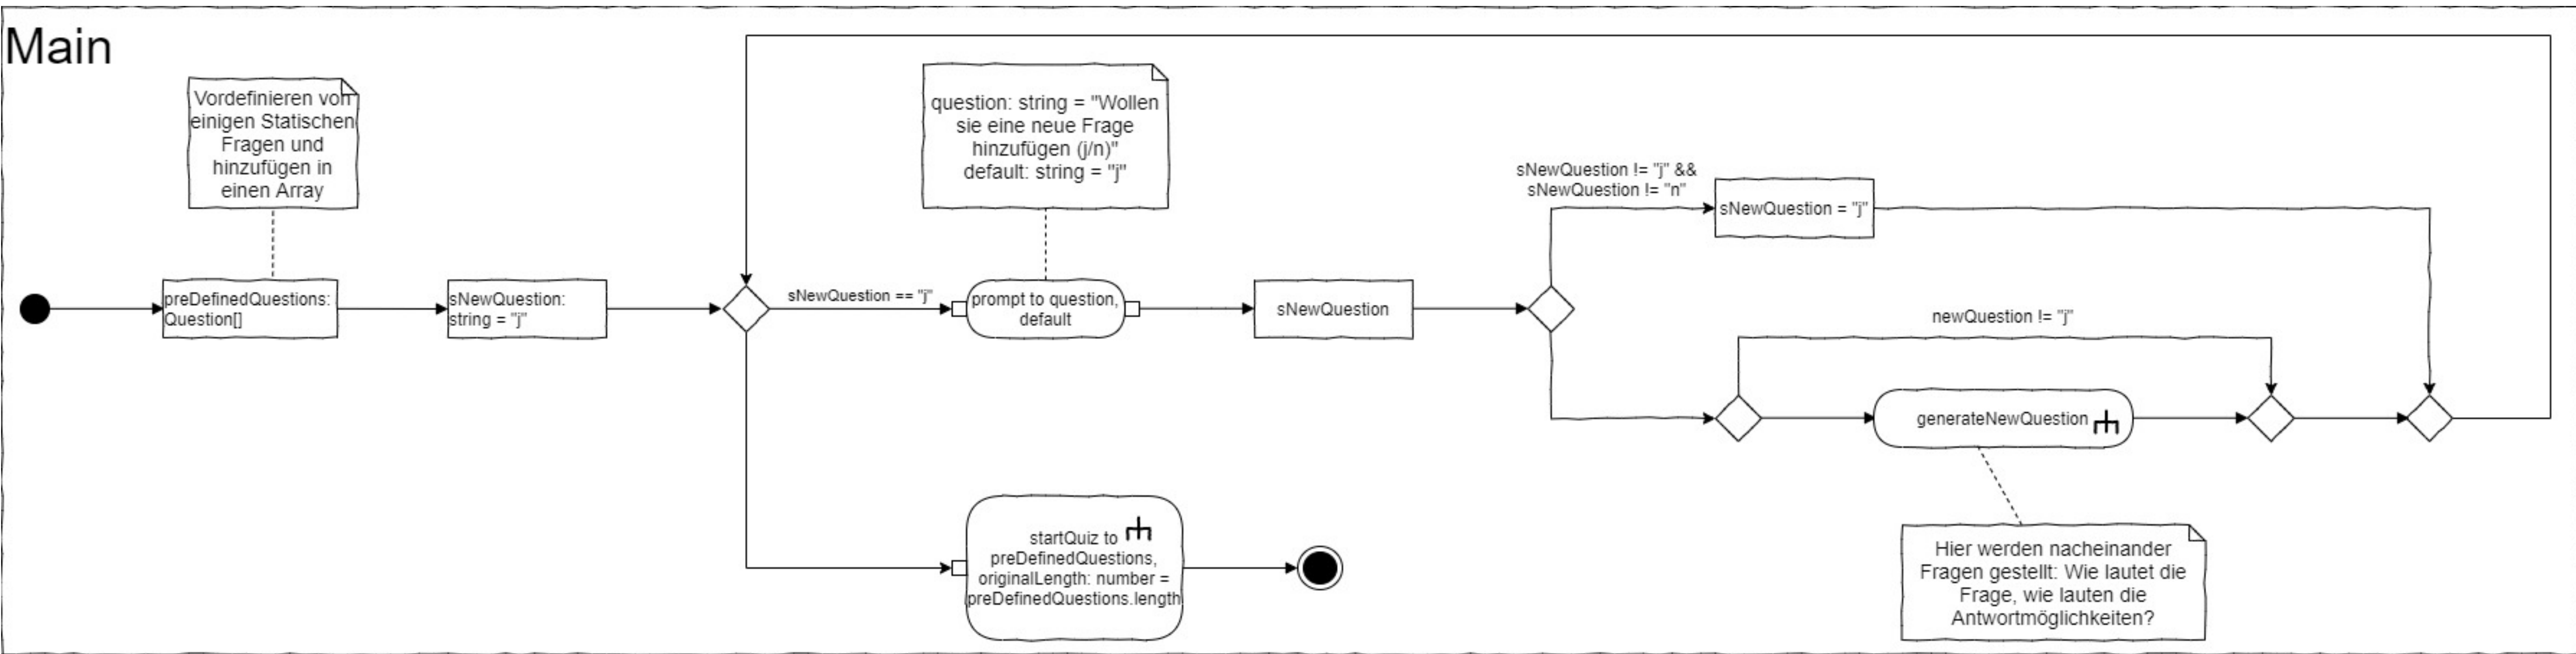 Main
Vordefinieren von
einigen Statischen
Fragen und
hinzufügen in
einen Array
preDefinedQuestions:
Question[]
sNewQuestion:
string = "j"
question: string = "Wollen
sie eine neue Frage
hinzufügen (j/n)"
default: string = "j"
sNewQuestion == "j"
prompt to question,
default
sNewQuestion
sNewQuestion != "j" &&
sNewQuestion != "n"
sNewQuestion = "j"
newQuestion != "j"
generateNewQuestion
Hier werden nacheinander
Fragen gestellt: Wie lautet die
Frage, wie lauten die
Antwortmöglichkeiten?
startQuiz to
preDefinedQuestions,
originalLength: number =
preDefinedQuestions.length